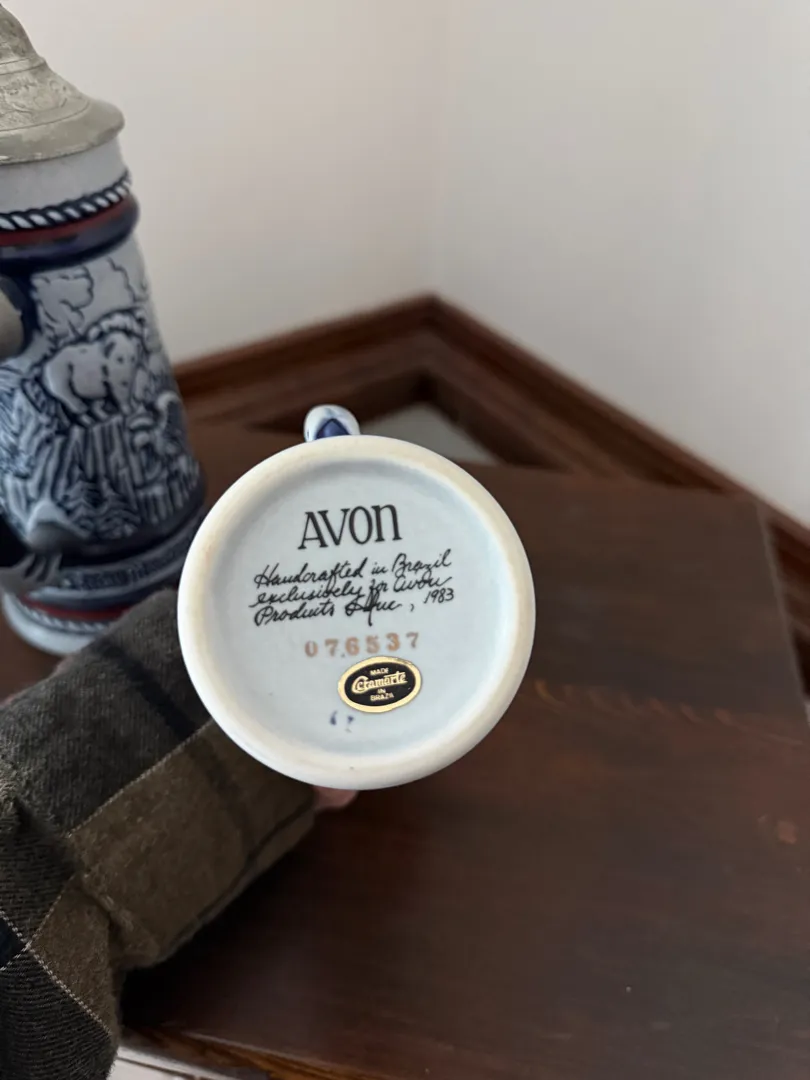 AVON
Handcrafted in Brazil
exclusively for Avon
Products Inc, 1983
076537
MADE
Ceramarte
IN
BRAZIL